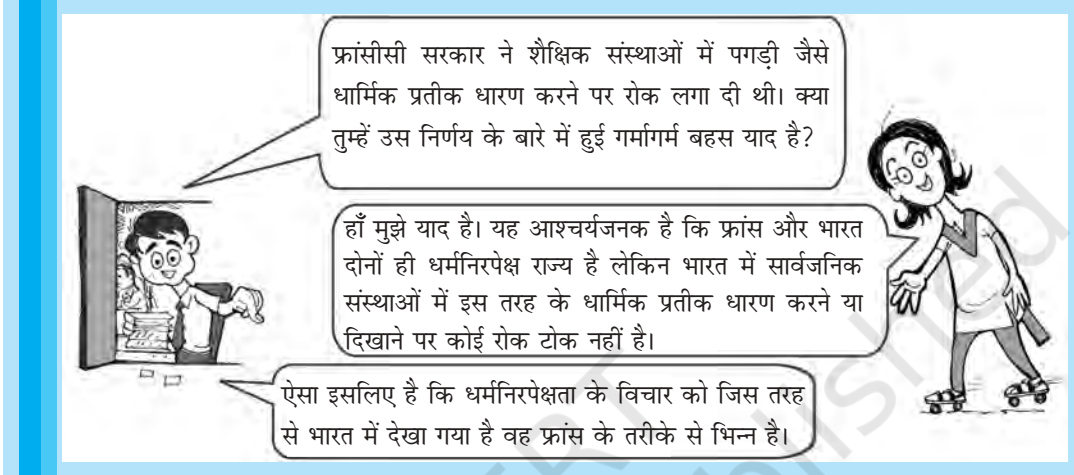 फ्रांसीसी सरकार ने शैक्षिक संस्थाओं में पगड़ी जैसे
धार्मिक प्रतीक धारण करने पर रोक लगा दी थी। क्या
तुम्हें उस निर्णय के बारे में हुई गर्मागर्म बहस याद है?
हाँ मुझे याद है। यह आश्चर्यजनक है कि फ्रांस और भारत
दोनों ही धर्मनिरपेक्ष राज्य है लेकिन भारत में सार्वजनिक
संस्थाओं में इस तरह के धार्मिक प्रतीक धारण करने या
दिखाने पर कोई रोक टोक नहीं है।
ऐसा इसलिए है कि धर्मनिरपेक्षता के विचार को जिस तरह
से भारत में देखा गया है वह फ्रांस के तरीके से भिन्न है।